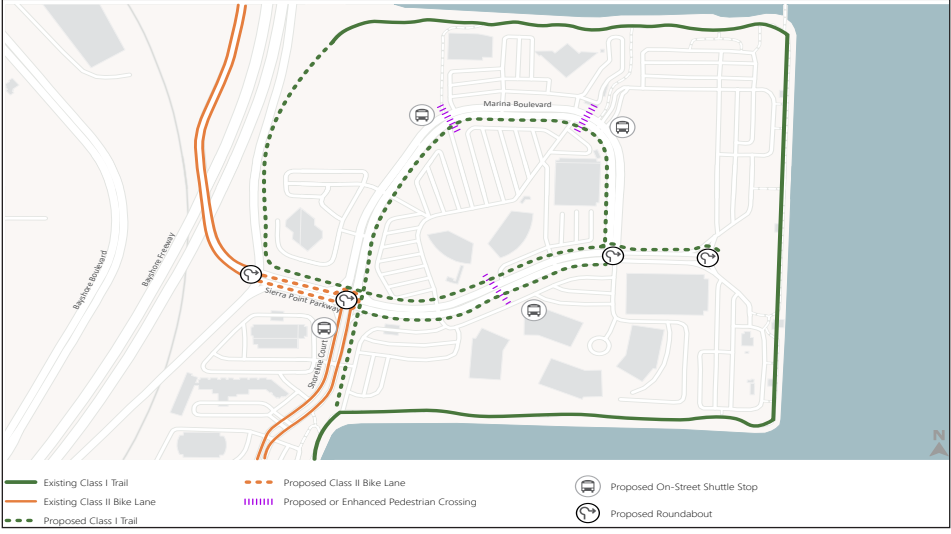 Marina Boulevard
Bayshore Boulevard
Bayshore Freeway
Sierra Point Parkway
Shoreline Court
N
Existing Class I Trail
Existing Class II Bike Lane
Proposed Class I Trail
Proposed Class II Bike Lane
Proposed or Enhanced Pedestrian Crossing
Proposed On-Street Shuttle Stop
Proposed Roundabout